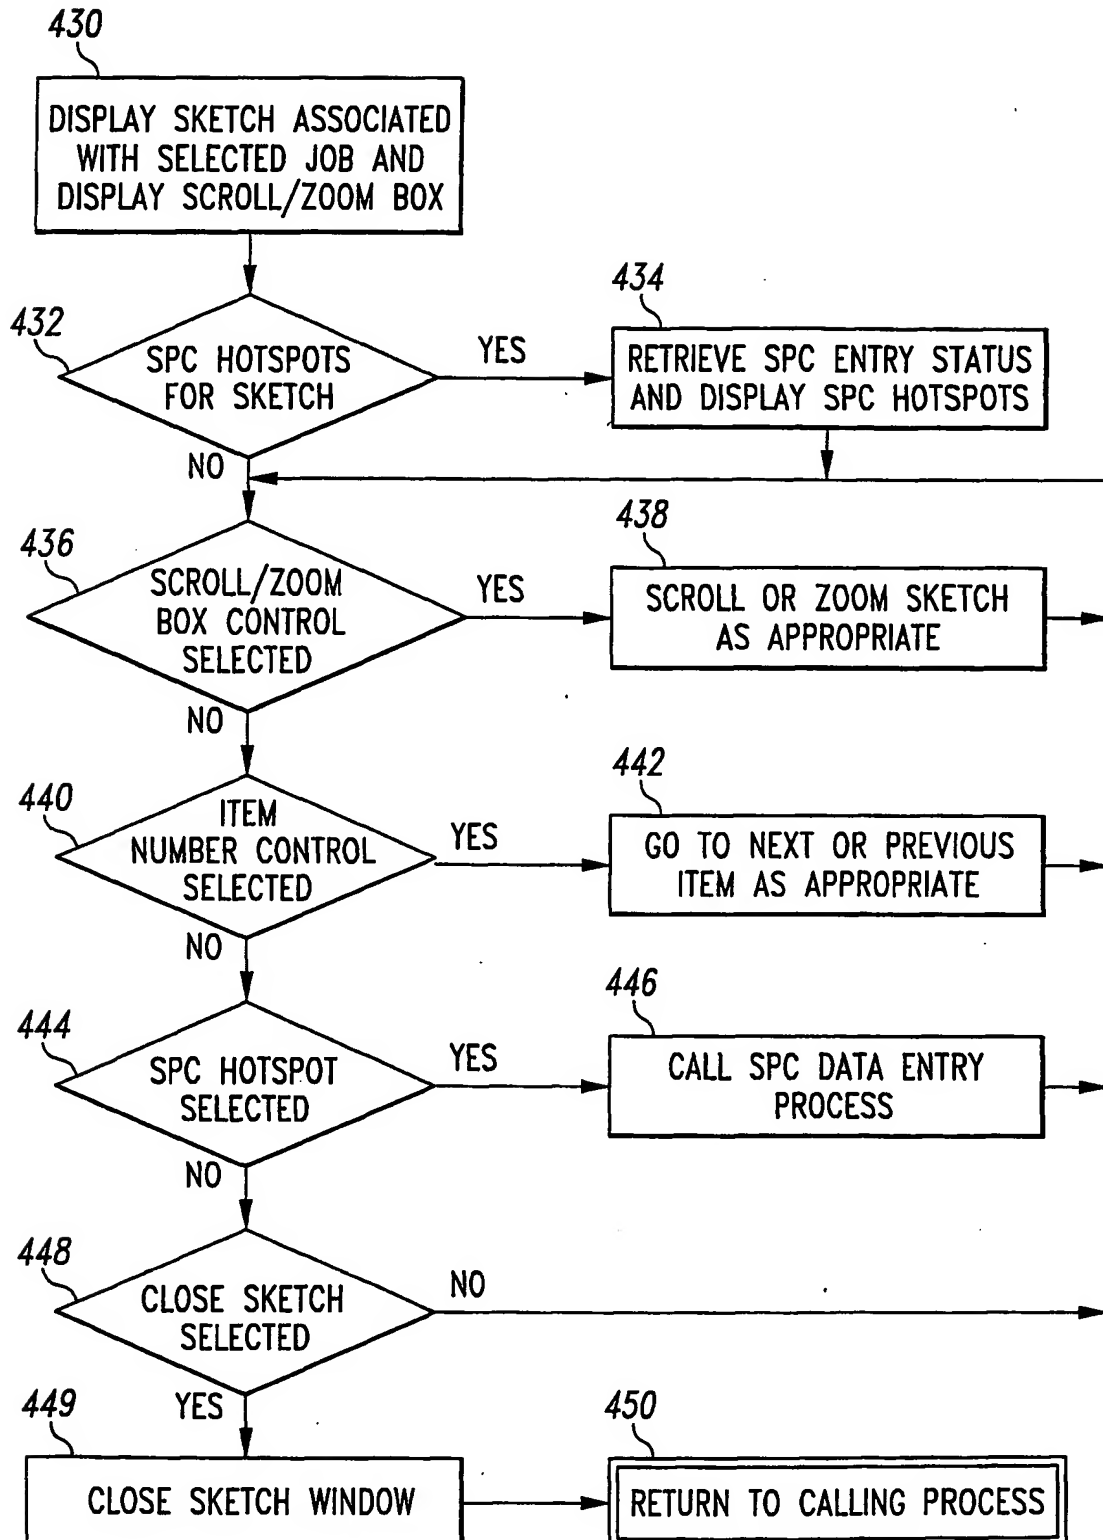 430
DISPLAY SKETCH ASSOCIATED
WITH SELECTED JOB AND
DISPLAY SCROLL/ZOOM BOX
432
SPC HOTSPOTS
FOR SKETCH
YES
NO
434
RETRIEVE SPC ENTRY STATUS
AND DISPLAY SPC HOTSPOTS
436
SCROLL/ZOOM
BOX CONTROL
SELECTED
YES
NO
438
SCROLL OR ZOOM SKETCH
AS APPROPRIATE
440
ITEM
NUMBER CONTROL
SELECTED
YES
NO
442
GO TO NEXT OR PREVIOUS
ITEM AS APPROPRIATE
444
SPC HOTSPOT
SELECTED
YES
NO
446
CALL SPC DATA ENTRY
PROCESS
448
CLOSE SKETCH
SELECTED
NO
YES
449
CLOSE SKETCH WINDOW
450
RETURN TO CALLING PROCESS